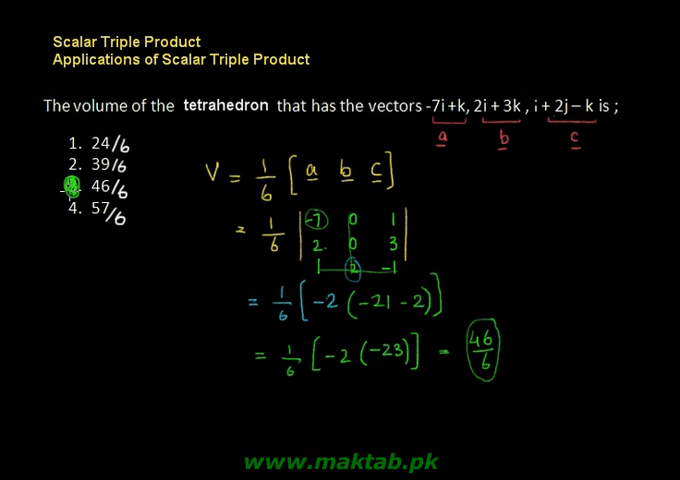 Scalar Triple Product
Applications of Scalar Triple Product
The volume of the tetrahedron that has the vectors -7i +k, 2i + 3k , i + 2j – k is ;
a b c
1. 24/6
2. 39/6
46/6
4. 57/6
V = 1/6 [ a b c ]
= 1/6 | -7 0 1
2 0 3
1 2 -1 |
= 1/6 [ -2 ( -21 - 2 ) ]
= 1/6 [ -2 ( -23 ) ] = 46/6
www.maktab.pk